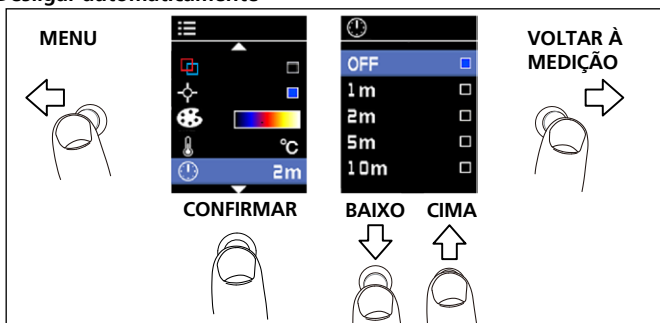 Desligar automaticamente
MENU
°C
2m
CONFIRMAR
OFF
1m
2m
5m
10m
BAIXO CIMA
VOLTAR À
MEDIÇÃO